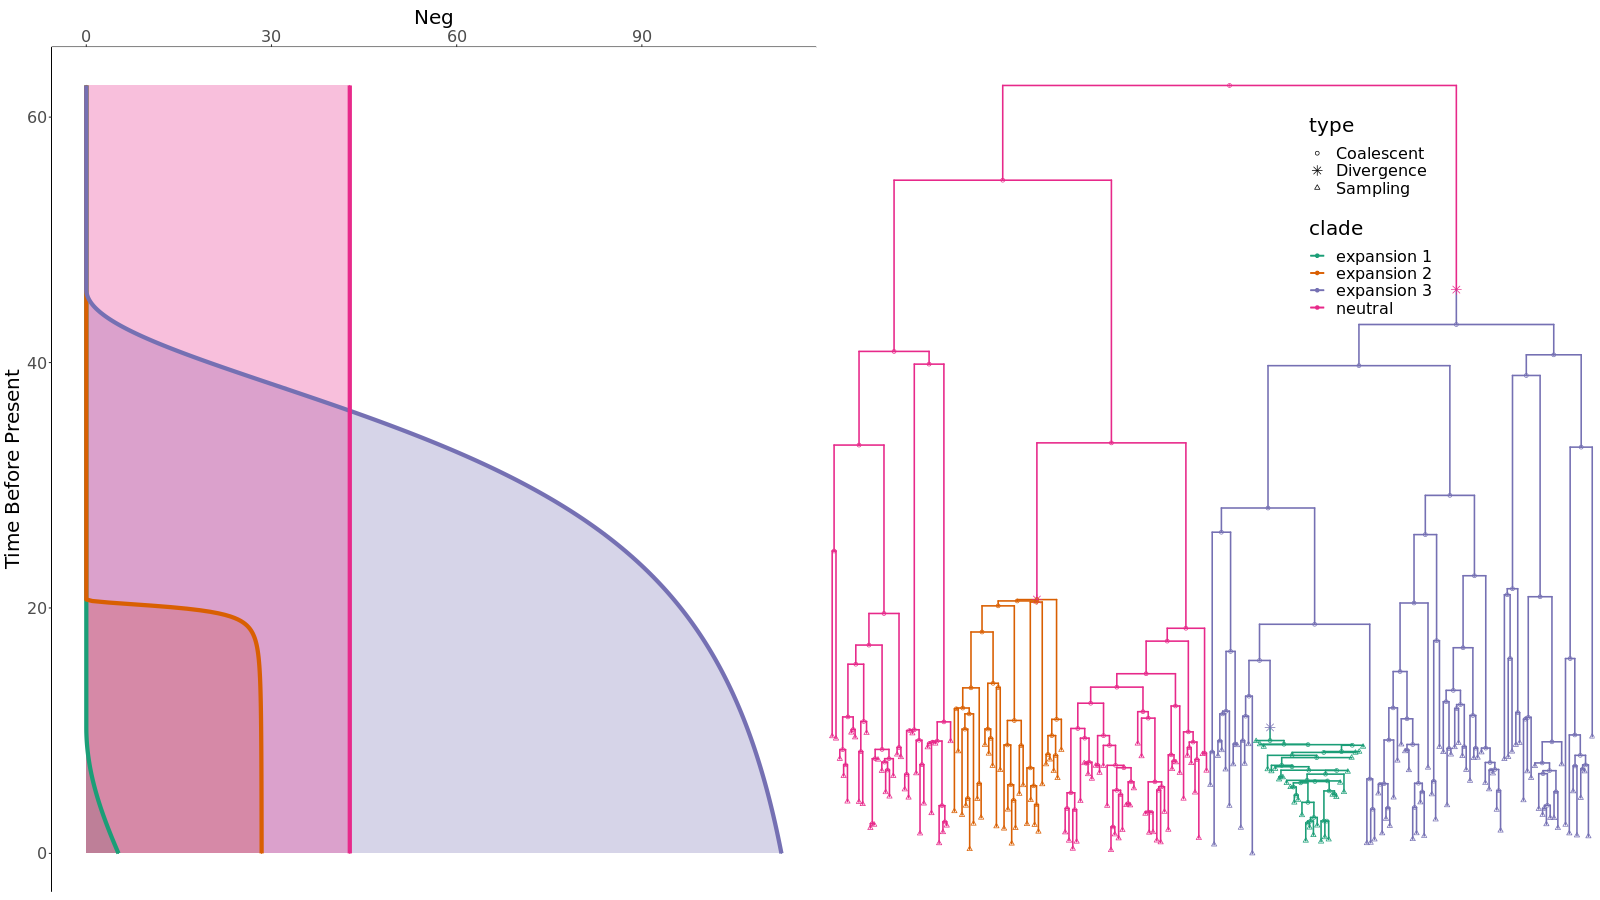 Neg
0 30 60 90
Time Before Present
60
40
20
0
type
Coalescent
Divergence
Sampling
clade
expansion 1
expansion 2
expansion 3
neutral